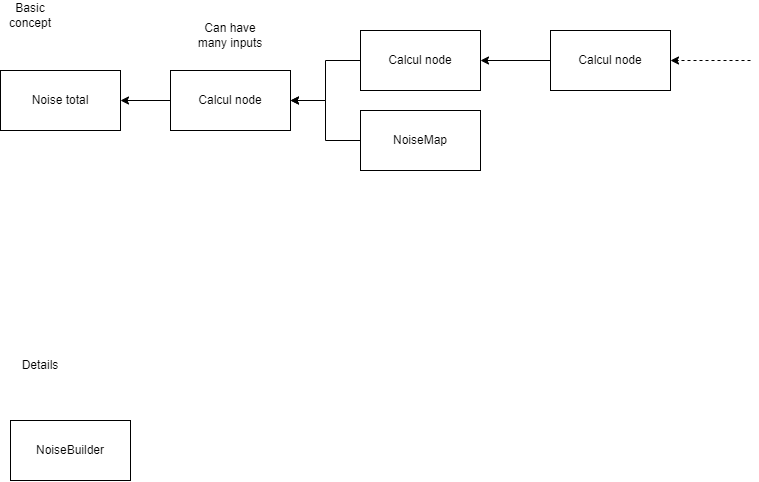 Basic
concept
Can have
many inputs
Calcul node
Calcul node
Noise total
Calcul node
NoiseMap
Details
NoiseBuilder